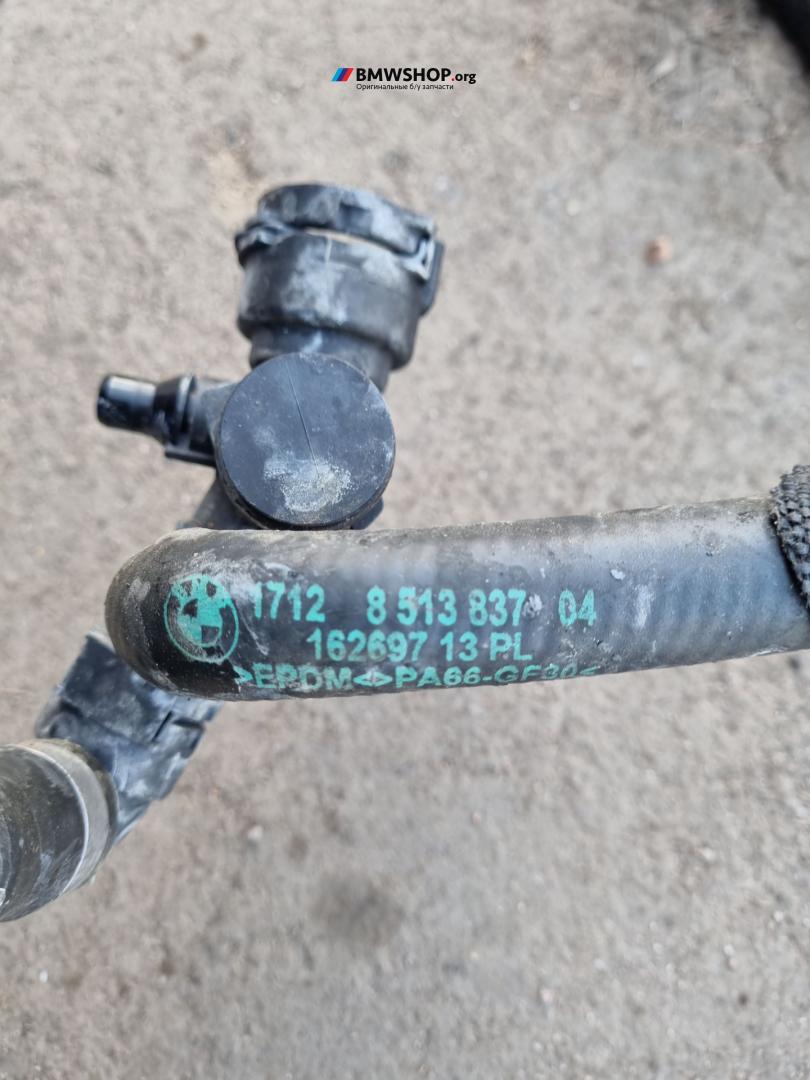 BMWSHOP.org
Оригинальные б/у запчасти
1712 8 513 837 04
162697 13 PL
>EPDM<>PA66-GF30<